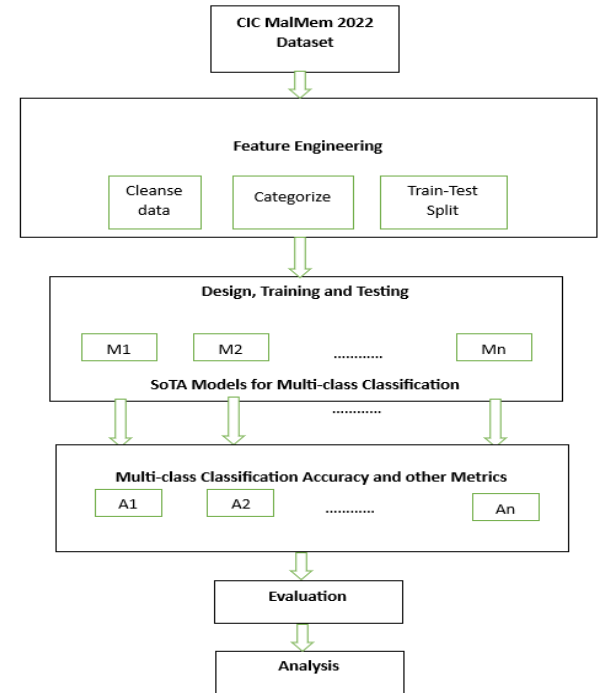 CIC MalMem 2022
Dataset
Feature Engineering
Cleanse
data
Categorize
Train-Test
Split
Design, Training and Testing
M1
M2
............
Mn
SoTA Models for Multi-class Classification
............
Multi-class Classification Accuracy and other Metrics
A1
A2
............
An
Evaluation
Analysis